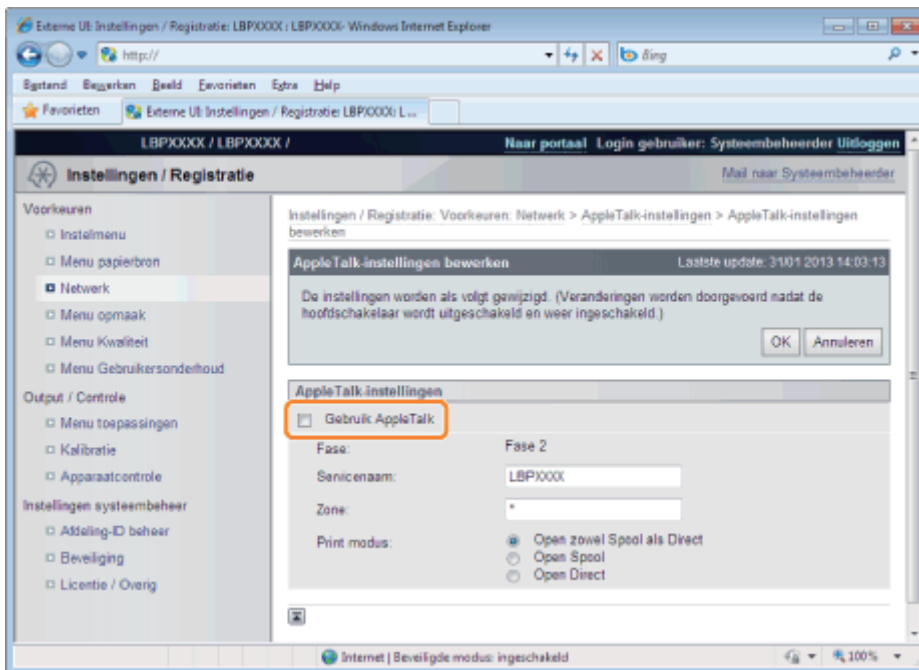 Externe UI: Instellingen / Registratie: LBPXXXX : LBPXXXX- Windows Internet Explorer
http://
Bing
Bestand Bewerken Beeld Favorieten Extra Help
Favorieten
Externe UI: Instellingen / Registratie: LBPXXXX: L...
LBPXXXX / LBPXXXX /
Naar portaal Login gebruiker: Systeembeheerder Uitloggen
Instellingen / Registratie
Mail naar Systeembeheerder
Voorkeuren
Instelmenu
Menu papierbron
Netwerk
Menu opmaak
Menu Kwaliteit
Menu Gebruikersonderhoud
Output / Controle
Menu toepassingen
Kalibratie
Apparaatcontrole
Instellingen systeembeheer
Afdeling-ID beheer
Beveiliging
Licentie / Overig
Instellingen / Registratie: Voorkeuren: Netwerk > AppleTalk-instellingen > AppleTalk-instellingen
bewerken
AppleTalk-instellingen bewerken
Laatste update: 31/01 2013 14:03:13
De instellingen worden als volgt gewijzigd. (Veranderingen worden doorgevoerd nadat de
hoofdschakelaar wordt uitgeschakeld en weer ingeschakeld.)
OK Annuleren
AppleTalk-instellingen
Gebruik AppleTalk
Fase: Fase 2
Servicenaam: LBPXXXX
Zone: *
Print modus: Open zowel Spool als Direct
Open Spool
Open Direct
Internet | Beveiligde modus: ingeschakeld
100%